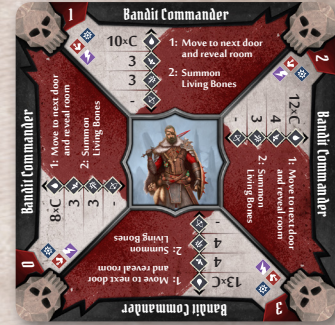 1
Bandit Commander
10×C
3
3
-
1: Move to next door
and reveal room
2: Summon
Living Bones
2
Bandit Commander
12×C
4
3
-
1: Move to next door
and reveal room
2: Summon
Living Bones
3
Bandit Commander
13×C
4
4
-
1: Move to next door
and reveal room
2: Summon
Living Bones
0
Bandit Commander
8×C
3
3
-
1: Move to next door
and reveal room
2: Summon
Living Bones